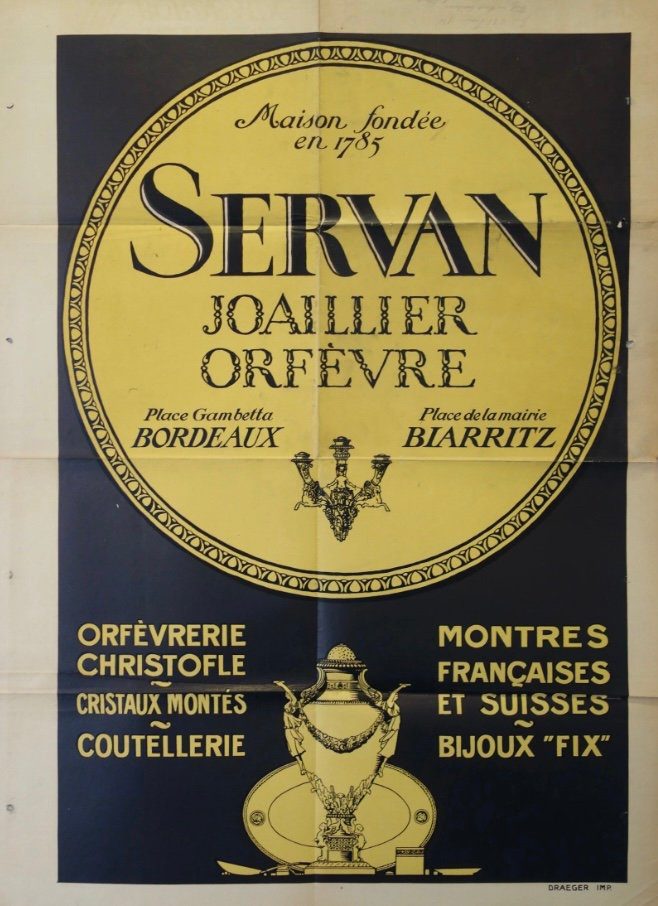 Maison fondée
en 1785
SERVAN
JOAILLIER
ORFÈVRE
Place Gambetta
BORDEAUX
Place de la mairie
BIARRITZ
ORFÈVRERIE
CHRISTOFLE
~
CRISTAUX MONTÉS
~
COUTELLERIE
MONTRES
FRANÇAISES
ET SUISSES
~
BIJOUX "FIX"
DRAEGER IMP.